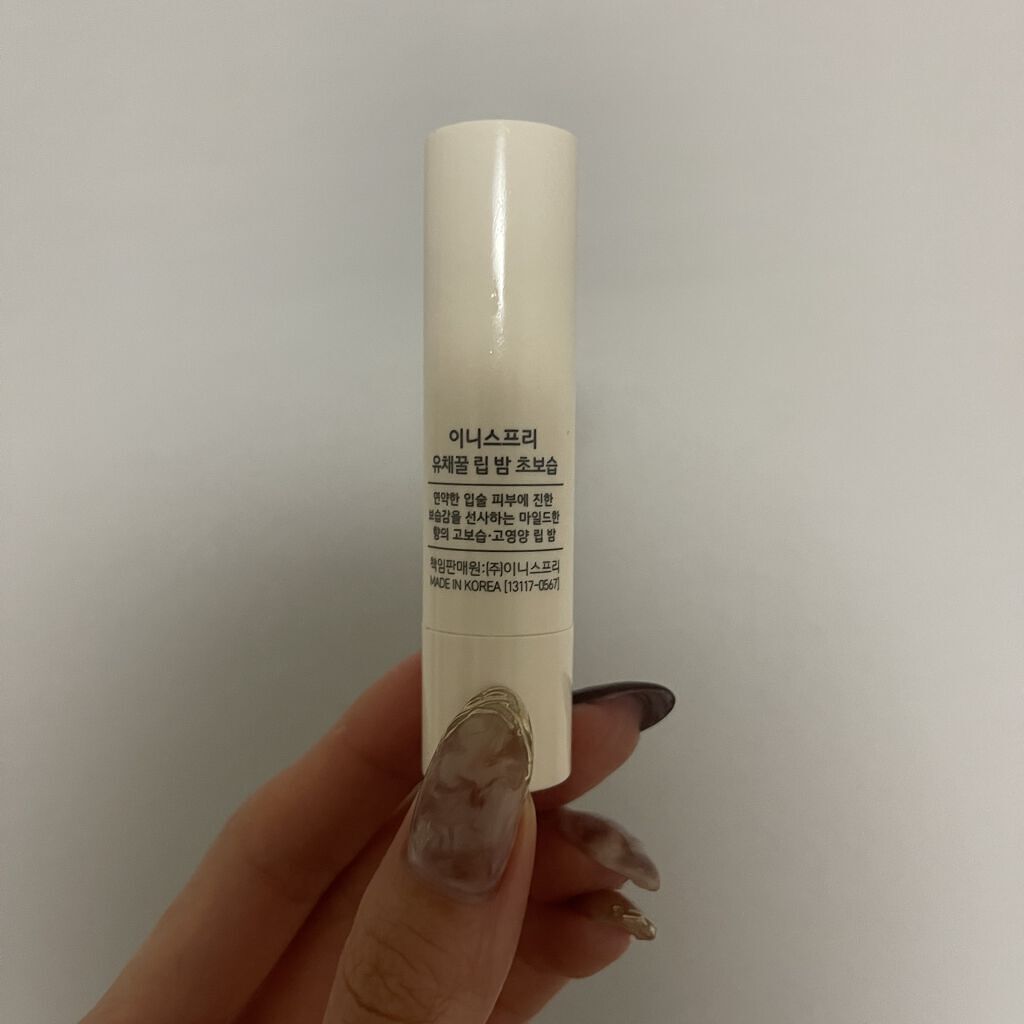 이니스프리
유채꿀 립 밤 초보습
연약한 입술 피부에 진한
보습감을 선사하는 마일드한
향의 고보습·고영양 립 밤
책임판매원:(주)이니스프리
MADE IN KOREA [13117-0567]